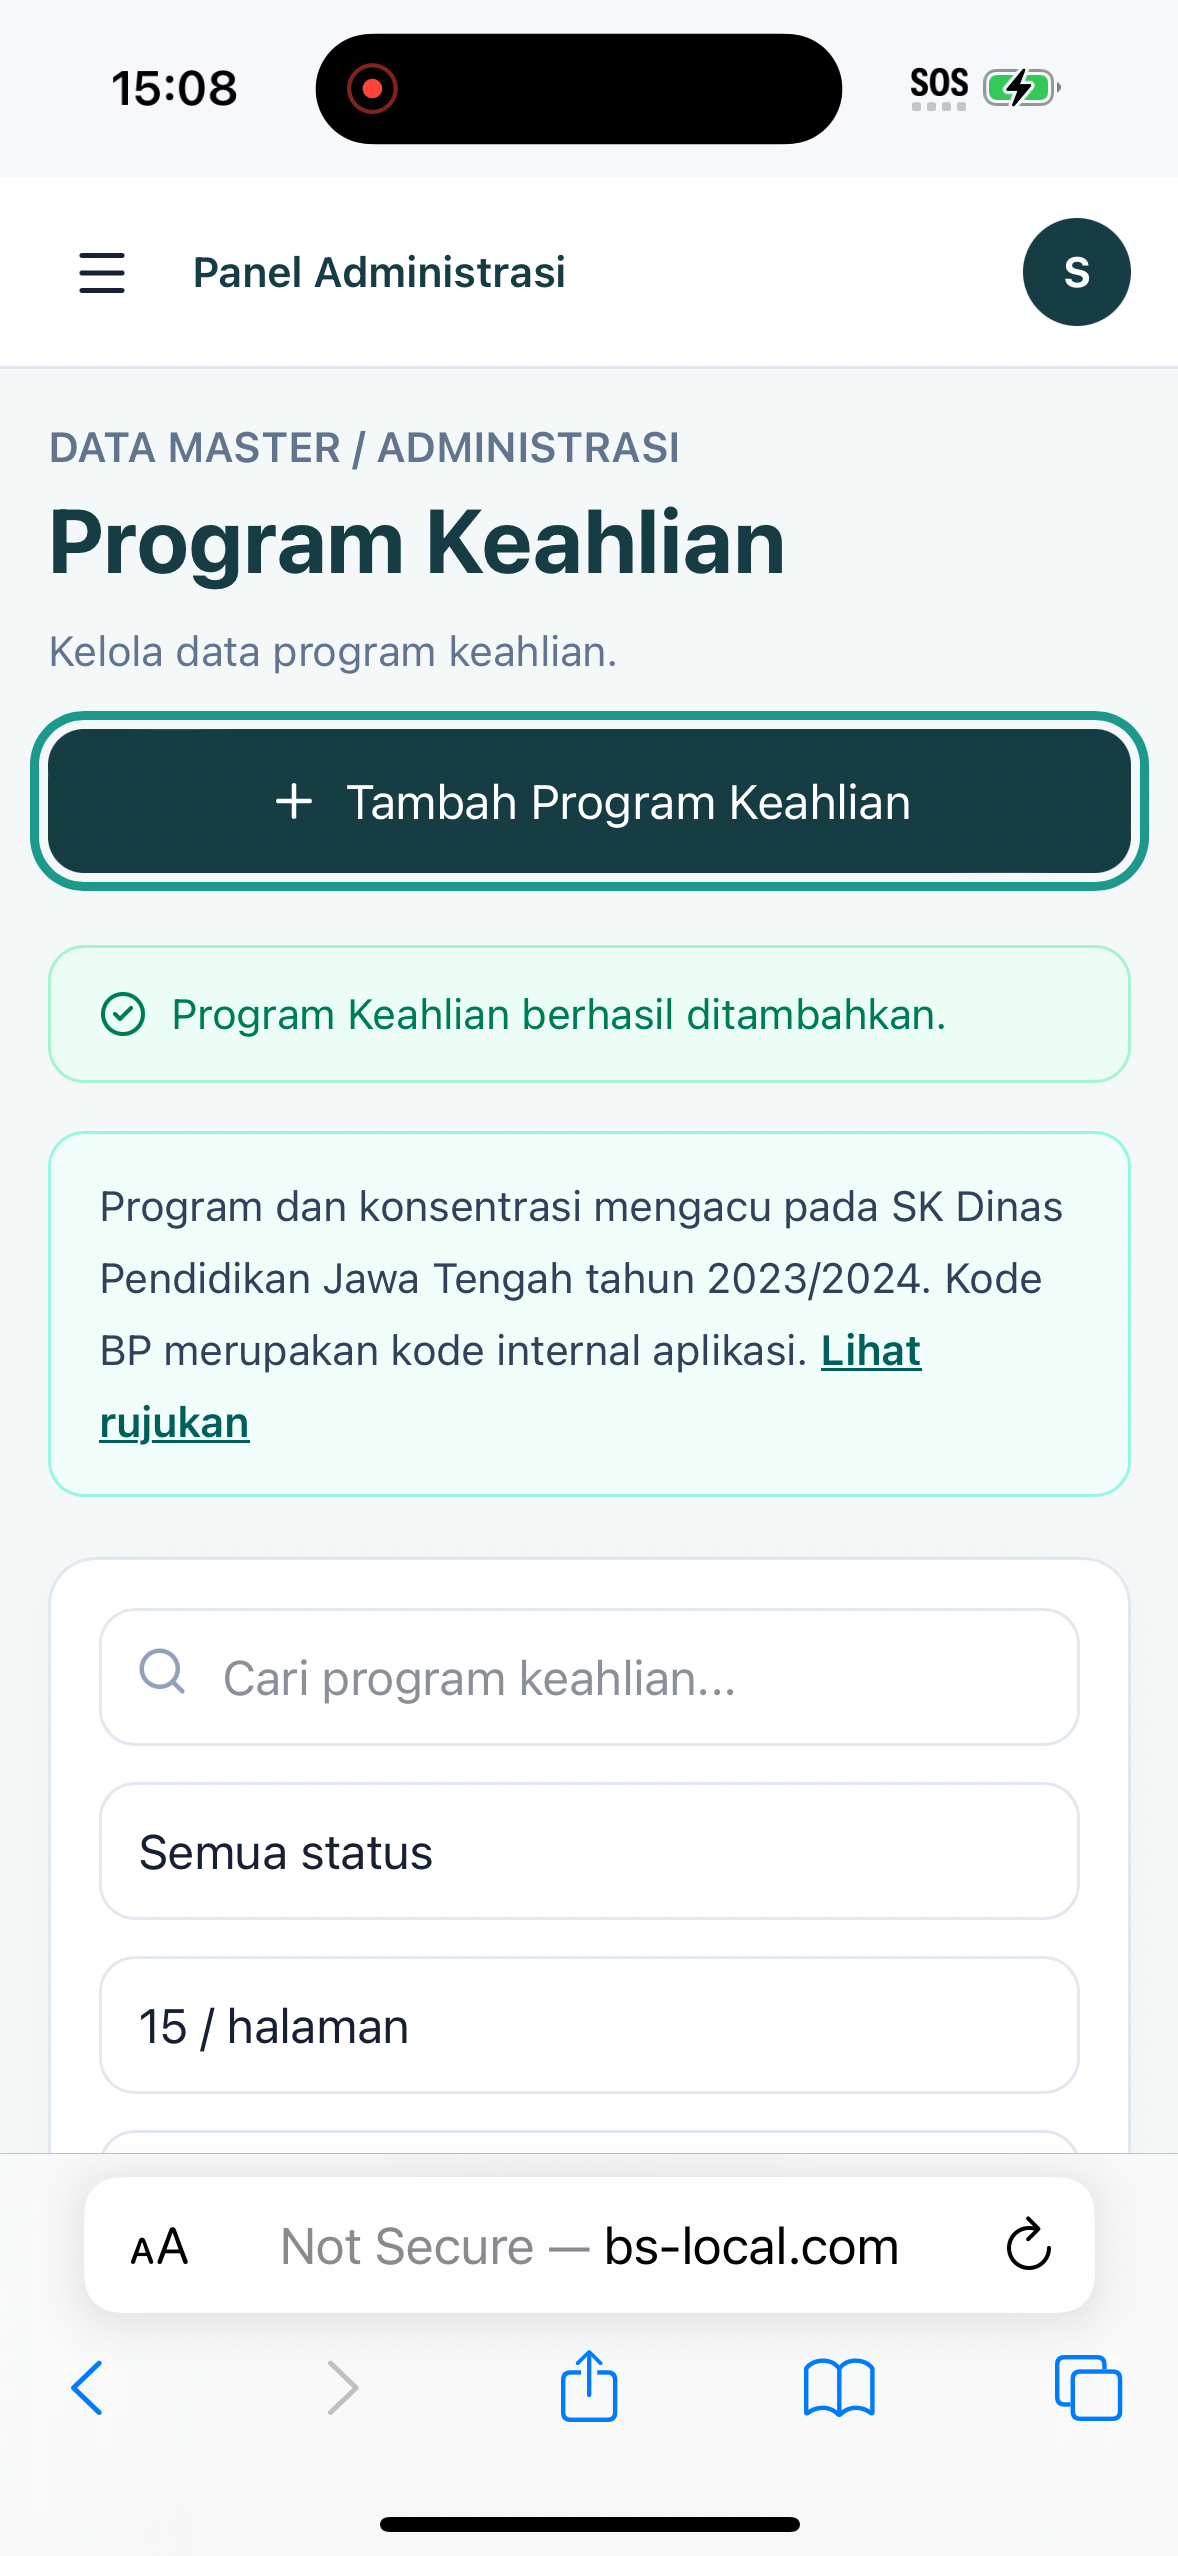 15:08
SOS
Panel Administrasi
S
DATA MASTER / ADMINISTRASI
Program Keahlian
Kelola data program keahlian.
+ Tambah Program Keahlian
Program Keahlian berhasil ditambahkan.
Program dan konsentrasi mengacu pada SK Dinas
Pendidikan Jawa Tengah tahun 2023/2024. Kode
BP merupakan kode internal aplikasi. Lihat
rujukan
Cari program keahlian...
Semua status
15 / halaman
AA Not Secure — bs-local.com